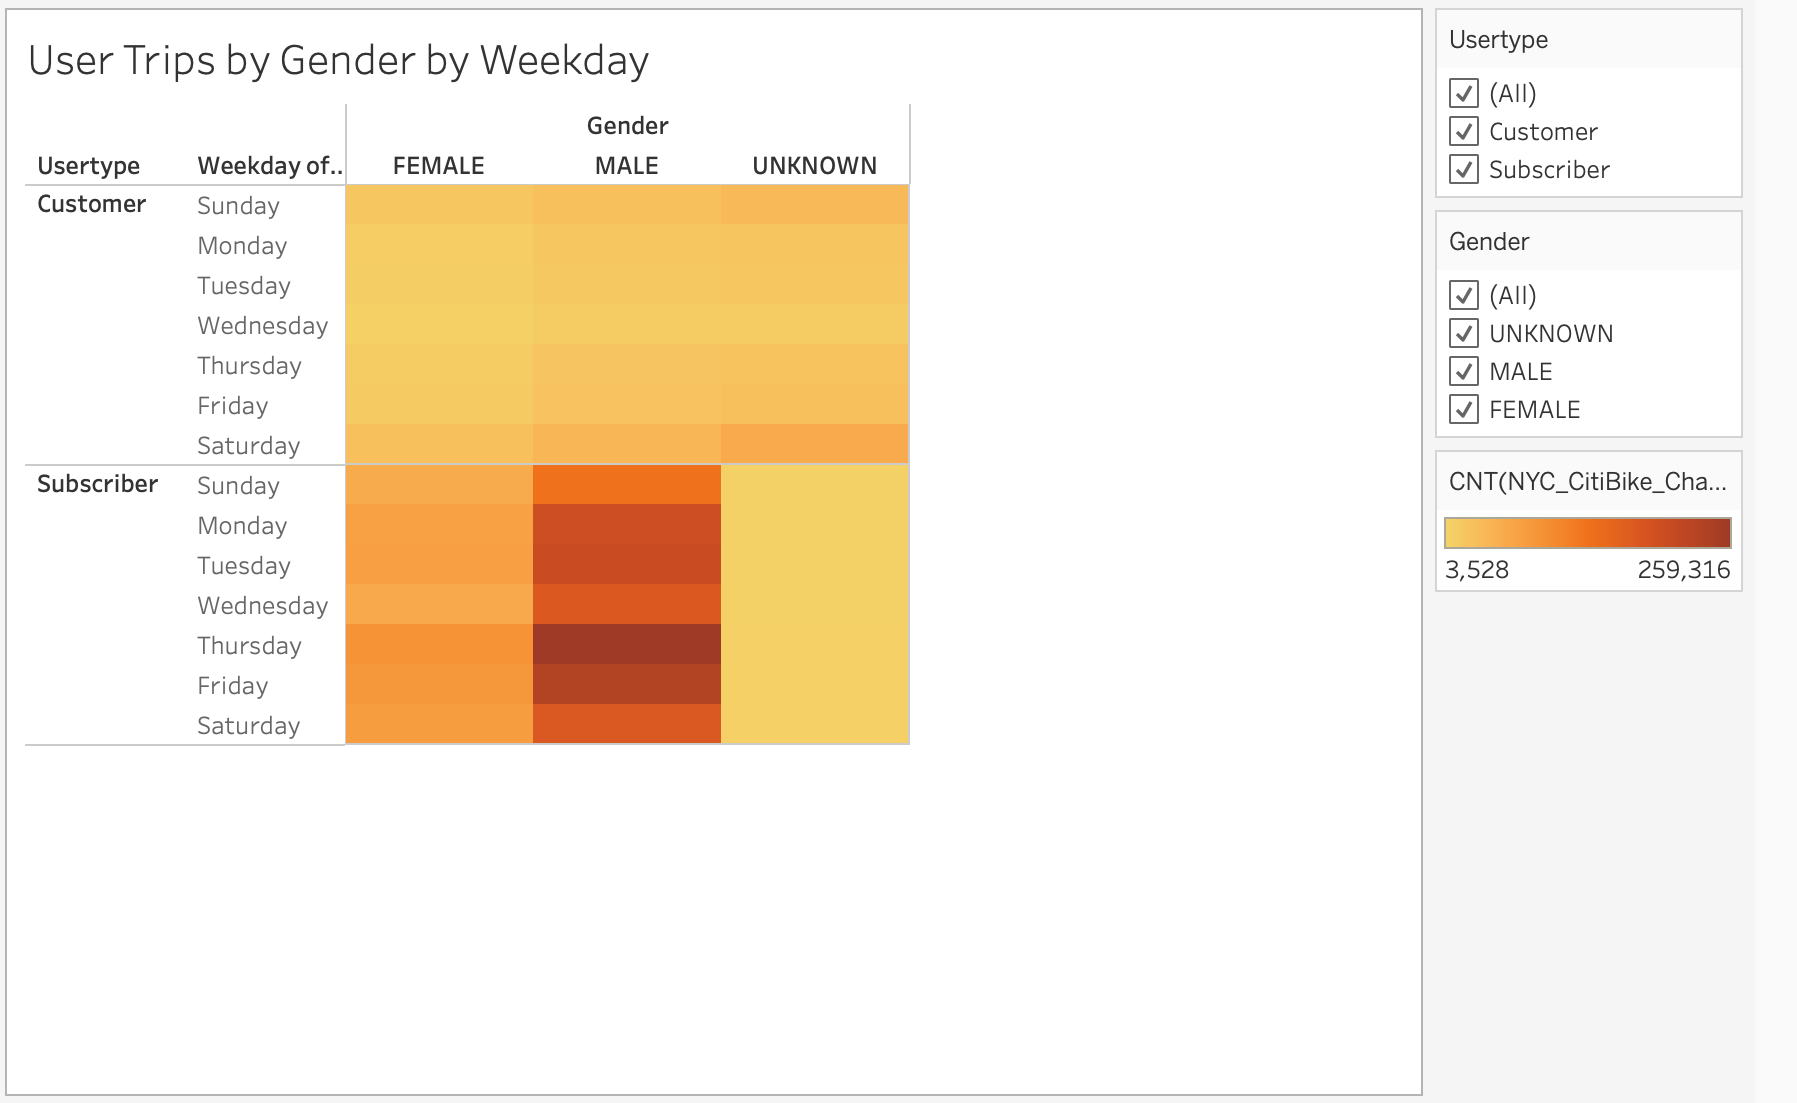 User Trips by Gender by Weekday
Gender
Usertype Weekday of.. FEMALE MALE UNKNOWN
Customer Sunday
Monday
Tuesday
Wednesday
Thursday
Friday
Saturday
Subscriber Sunday
Monday
Tuesday
Wednesday
Thursday
Friday
Saturday
Usertype
(All)
Customer
Subscriber
Gender
(All)
UNKNOWN
MALE
FEMALE
CNT(NYC_CitiBike_Cha...
3,528 259,316